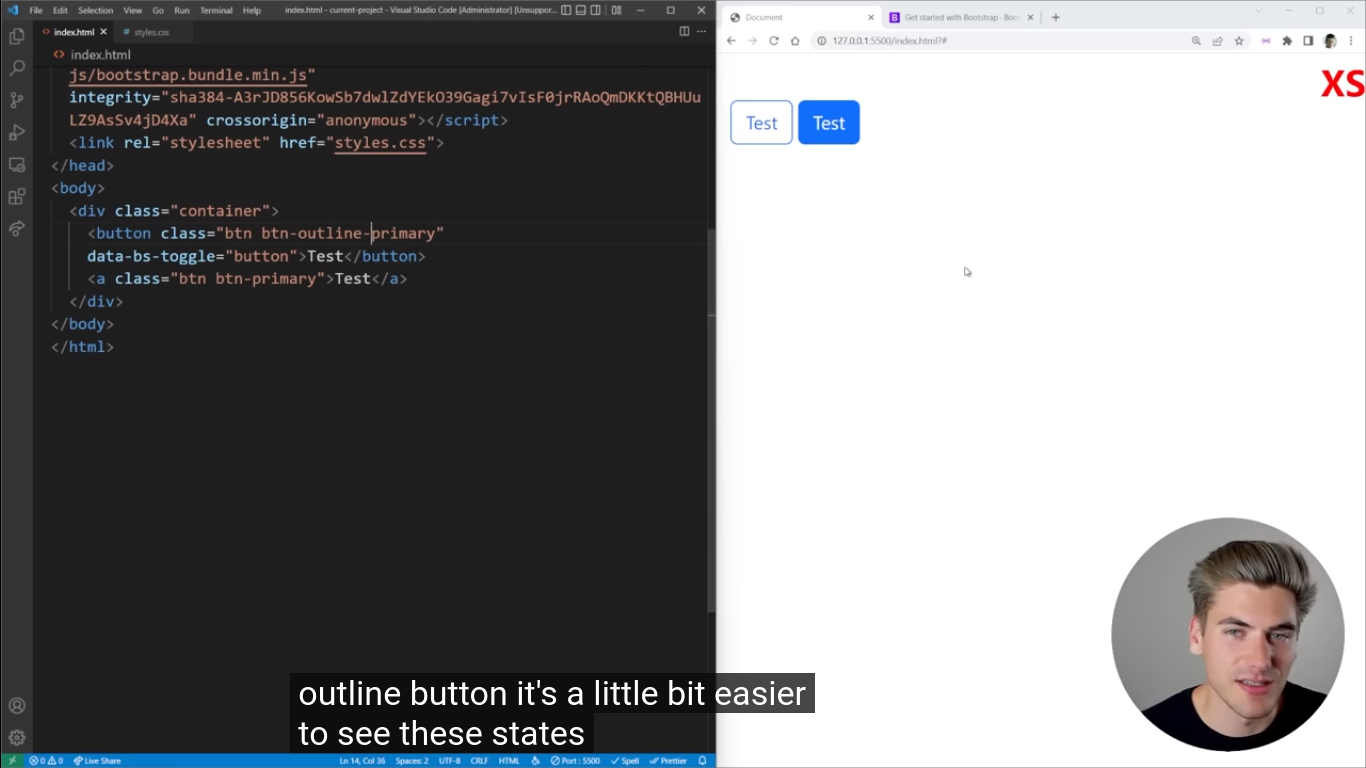 File Edit Selection View Go Run Terminal Help index.html - current-project - Visual Studio Code [Administrator] [Unsuppor...
index.html styles.css
index.html
js/bootstrap.bundle.min.js"
integrity="sha384-A3rJD856KowSb7dwlZdYEkO39Gagi7vIsF0jrRAoQmDKKtQBHUu
LZ9AsSv4jD4Xa" crossorigin="anonymous"></script>
<link rel="stylesheet" href="styles.css">
</head>
<body>
<div class="container">
<button class="btn btn-outline-primary"
data-bs-toggle="button">Test</button>
<a class="btn btn-primary">Test</a>
</div>
</body>
</html>
0 0 Live Share Ln 14, Col 36 Spaces: 2 UTF-8 CRLF HTML Port : 5500 Spell Prettier
Document Get started with Bootstrap · Boo
127.0.0.1:5500/index.html?#
XS
Test Test
outline button it's a little bit easier
to see these states